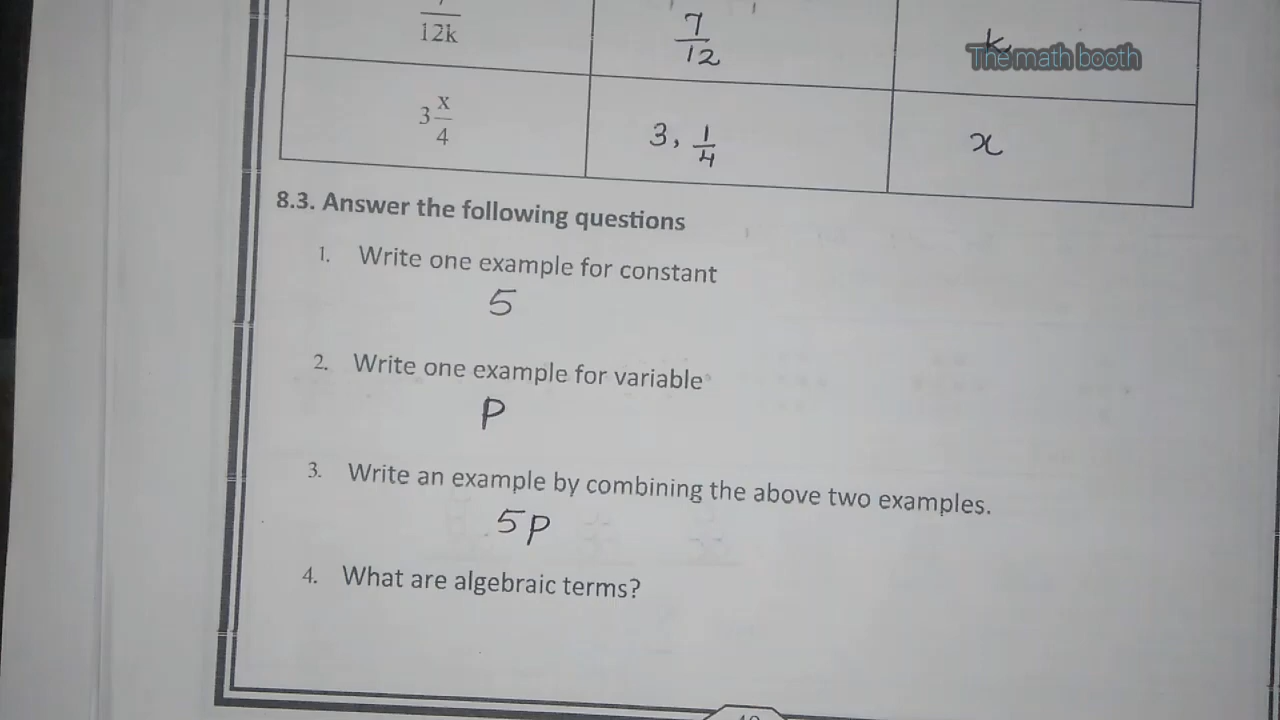 12k
7
12
k
The math booth
3 x/4
3, 1/4
x
8.3. Answer the following questions
1. Write one example for constant
5
2. Write one example for variable
P
3. Write an example by combining the above two examples.
5P
4. What are algebraic terms?